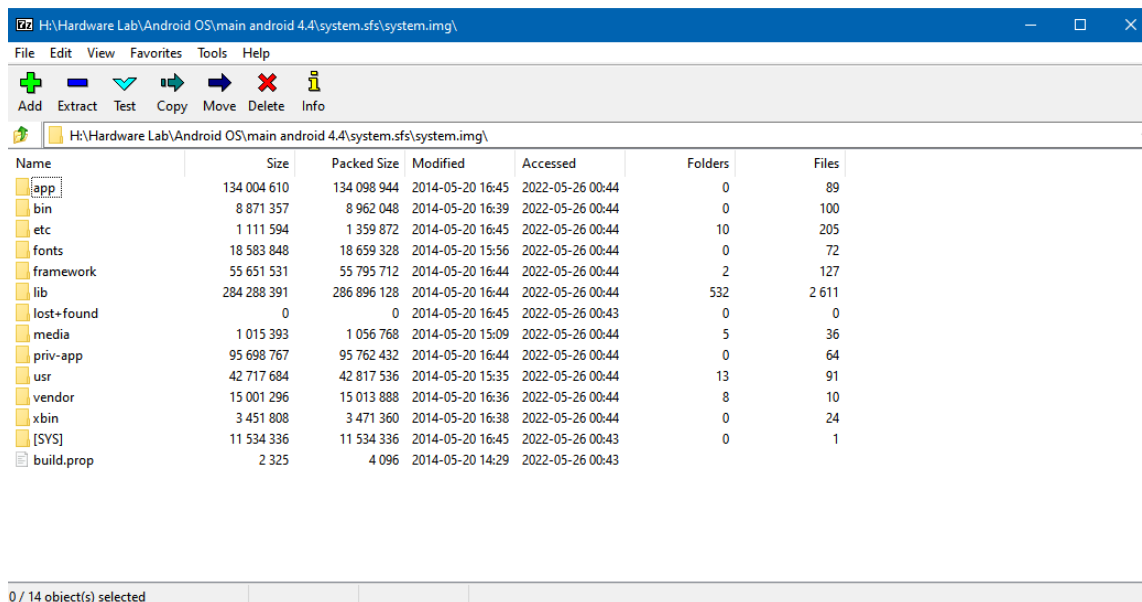 7z H:\Hardware Lab\Android OS\main android 4.4\system.sfs\system.img\
File Edit View Favorites Tools Help
Add Extract Test Copy Move Delete Info
H:\Hardware Lab\Android OS\main android 4.4\system.sfs\system.img\
Name Size Packed Size Modified Accessed Folders Files
app 134 004 610 134 098 944 2014-05-20 16:45 2022-05-26 00:44 0 89
bin 8 871 357 8 962 048 2014-05-20 16:39 2022-05-26 00:44 0 100
etc 1 111 594 1 359 872 2014-05-20 16:45 2022-05-26 00:44 10 205
fonts 18 583 848 18 659 328 2014-05-20 15:56 2022-05-26 00:44 0 72
framework 55 651 531 55 795 712 2014-05-20 16:44 2022-05-26 00:44 2 127
lib 284 288 391 286 896 128 2014-05-20 16:44 2022-05-26 00:44 532 2 611
lost+found 0 0 2014-05-20 16:45 2022-05-26 00:43 0 0
media 1 015 393 1 056 768 2014-05-20 15:09 2022-05-26 00:44 5 36
priv-app 95 698 767 95 762 432 2014-05-20 16:44 2022-05-26 00:44 0 64
usr 42 717 684 42 817 536 2014-05-20 15:35 2022-05-26 00:44 13 91
vendor 15 001 296 15 013 888 2014-05-20 16:36 2022-05-26 00:44 8 10
xbin 3 451 808 3 471 360 2014-05-20 16:38 2022-05-26 00:44 0 24
[SYS] 11 534 336 11 534 336 2014-05-20 16:45 2022-05-26 00:43 0 1
build.prop 2 325 4 096 2014-05-20 14:29 2022-05-26 00:43
0 / 14 object(s) selected